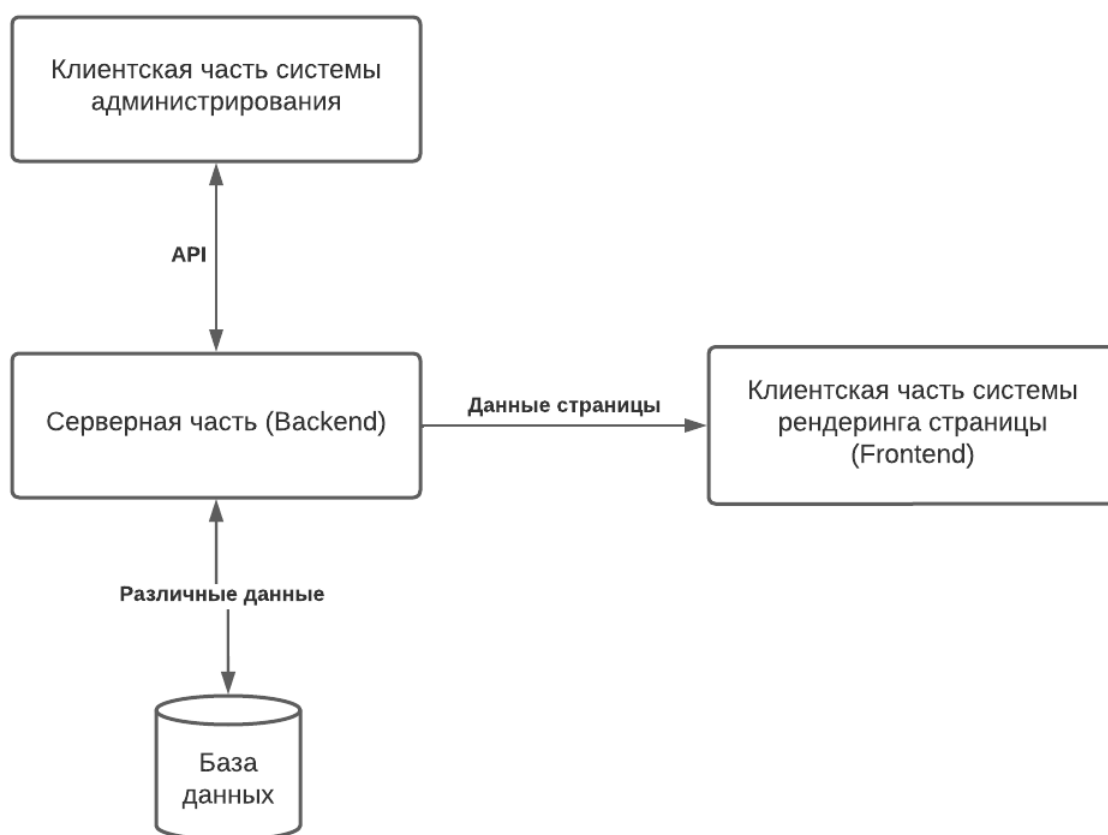 Клиентская часть системы
администрирования
API
Серверная часть (Backend)
Данные страницы
Клиентская часть системы
рендеринга страницы
(Frontend)
Различные данные
База
данных